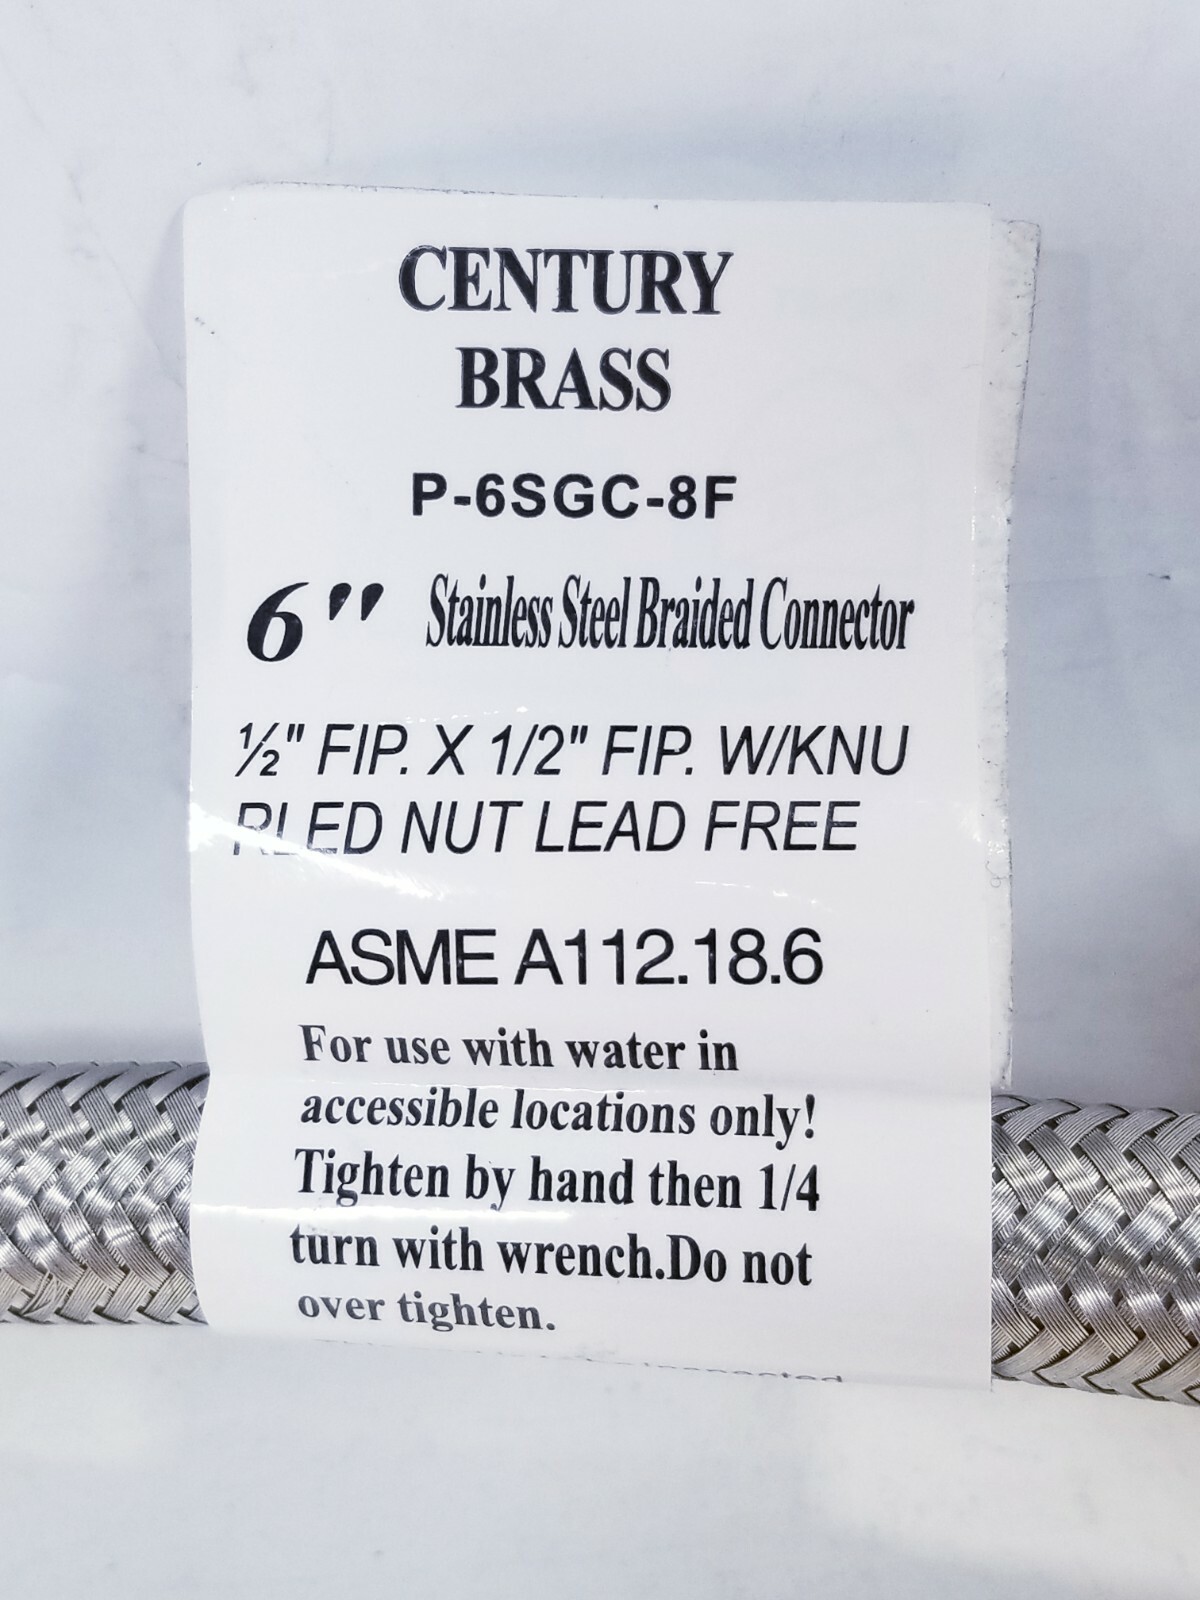 CENTURY
BRASS
P-6SGC-8F
6" Stainless Steel Braided Connector
½" FIP. X 1/2" FIP. W/KNU
RLED NUT LEAD FREE
ASME A112.18.6
For use with water in
accessible locations only!
Tighten by hand then 1/4
turn with wrench.Do not
over tighten.